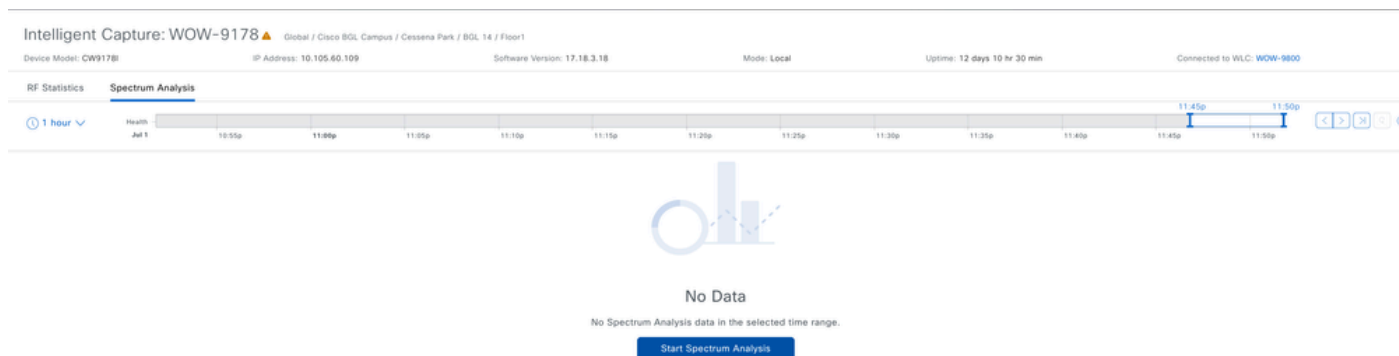 Intelligent Capture: WOW-9178 Global / Cisco BGL Campus / Cessena Park / BGL 14 / Floor1
Device Model: CW9178I IP Address: 10.105.60.109 Software Version: 17.18.3.18 Mode: Local Uptime: 12 days 10 hr 30 min Connected to WLC: WOW-9800
RF Statistics Spectrum Analysis
11:45p 11:50p
1 hour Health
Jul 1 10:55p 11:00p 11:05p 11:10p 11:15p 11:20p 11:25p 11:30p 11:35p 11:40p 11:45p 11:50p
No Data
No Spectrum Analysis data in the selected time range.
Start Spectrum Analysis